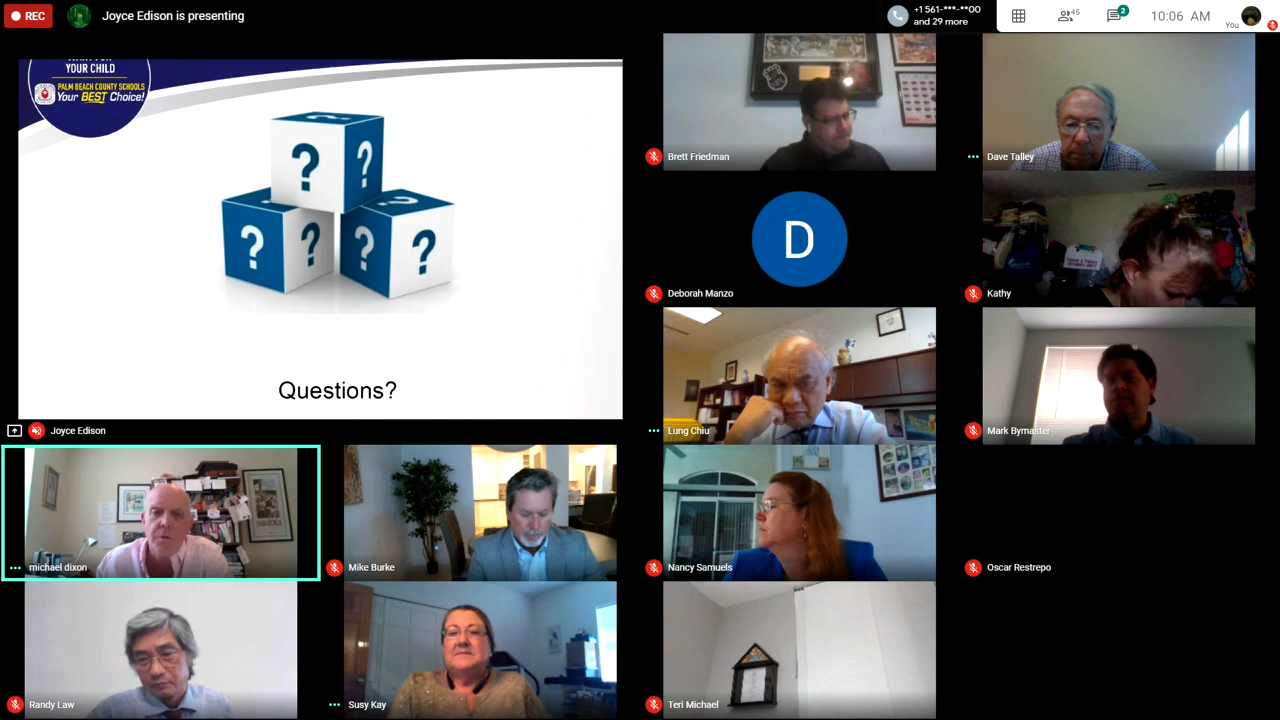 REC
Joyce Edison is presenting
+1 561-***-**00
and 29 more
45
2
10:06 AM
You
YOUR CHILD
PALM BEACH COUNTY SCHOOLS
Your BEST Choice!
?
? ?
? ?
? ?
? ?
Questions?
Joyce Edison
Brett Friedman
Dave Talley
D
Deborah Manzo
Kathy
Lung Chiu
Mark Bymaster
michael dixon
Mike Burke
Nancy Samuels
Oscar Restrepo
Randy Law
Susy Kay
Teri Michael